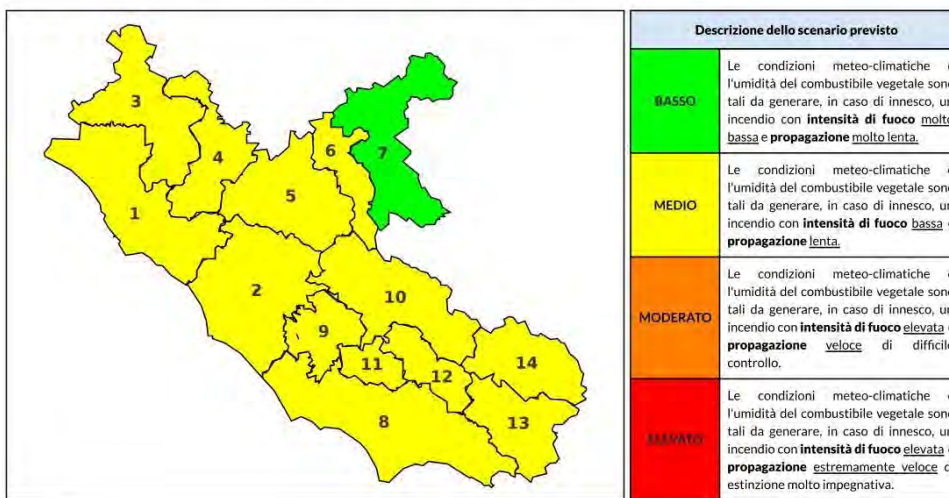 3
4
6
7
5
1
2
10
9
14
11
12
8
13
Descrizione dello scenario previsto
BASSO
Le condizioni meteo-climatiche e
l'umidità del combustibile vegetale sono
tali da generare, in caso di innesco, un
incendio con intensità di fuoco molto
bassa e propagazione molto lenta.
MEDIO
Le condizioni meteo-climatiche e
l'umidità del combustibile vegetale sono
tali da generare, in caso di innesco, un
incendio con intensità di fuoco bassa e
propagazione lenta.
MODERATO
Le condizioni meteo-climatiche e
l'umidità del combustibile vegetale sono
tali da generare, in caso di innesco, un
incendio con intensità di fuoco elevata e
propagazione veloce di difficile
controllo.
ELEVATO
Le condizioni meteo-climatiche e
l'umidità del combustibile vegetale sono
tali da generare, in caso di innesco, un
incendio con intensità di fuoco elevata e
propagazione estremamente veloce di
estinzione molto impegnativa.